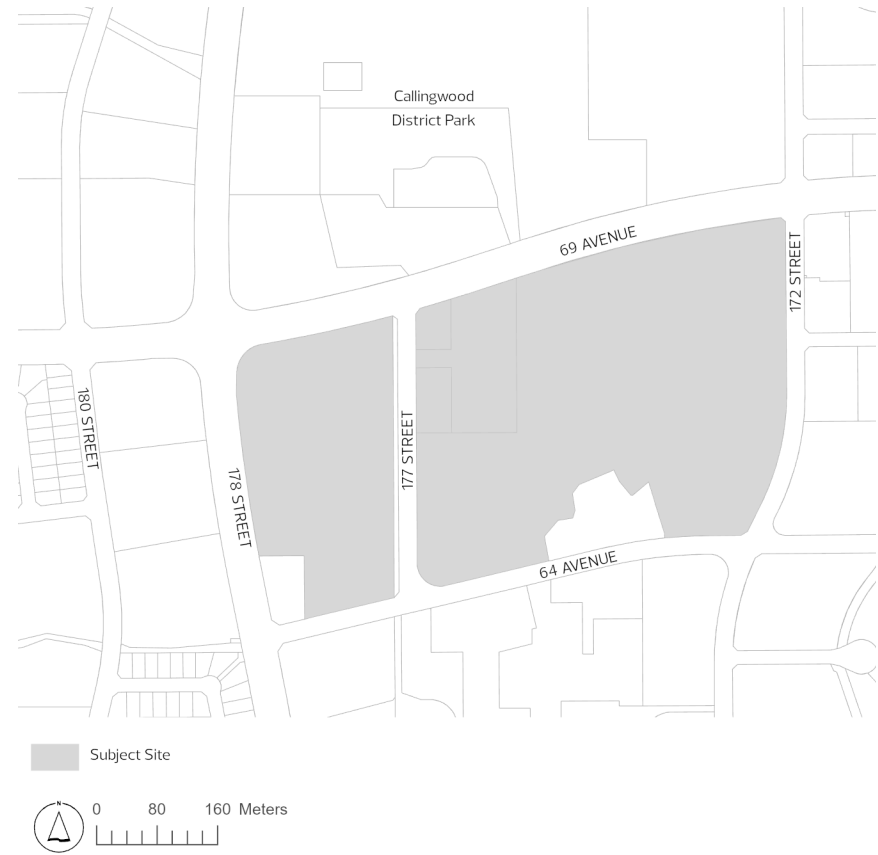 Callingwood
District Park
69 AVENUE
172 STREET
180 STREET
177 STREET
178 STREET
64 AVENUE
Subject Site
N
0 80 160 Meters